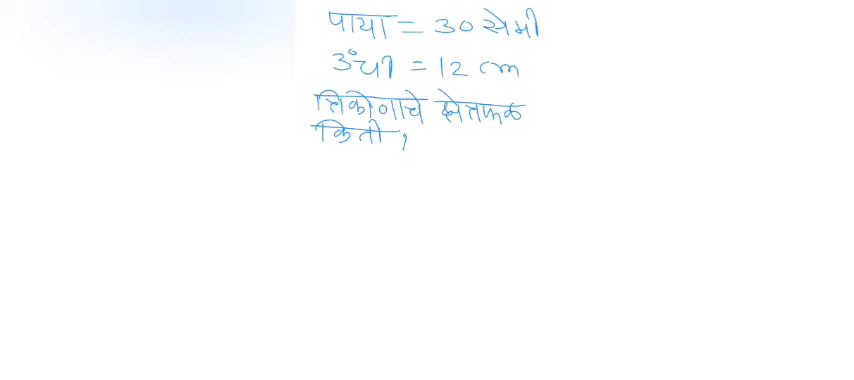 पाया = 30 सेमी
उंची = 12 cm
त्रिकोणाचे क्षेत्रफळ
किती,